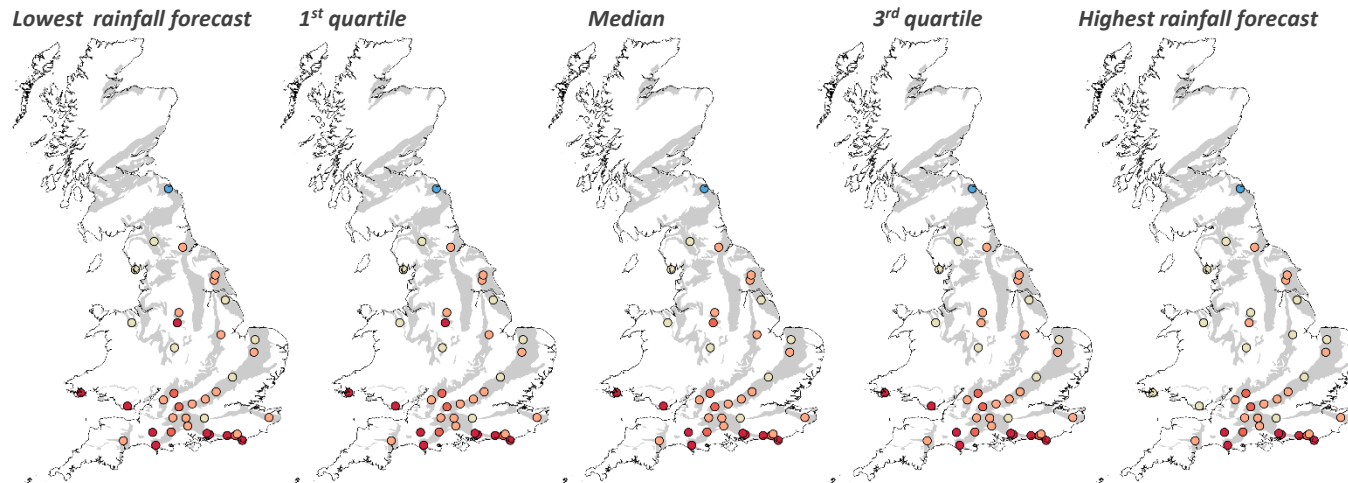 Lowest rainfall forecast
1st quartile
Median
3rd quartile
Highest rainfall forecast